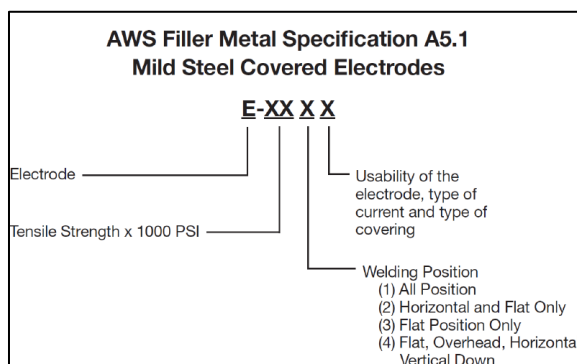 AWS Filler Metal Specification A5.1
Mild Steel Covered Electrodes
E-XX X X
Electrode
Usability of the
electrode, type of
current and type of
covering
Tensile Strength x 1000 PSI
Welding Position
(1) All Position
(2) Horizontal and Flat Only
(3) Flat Position Only
(4) Flat, Overhead, Horizonta
Vertical Down